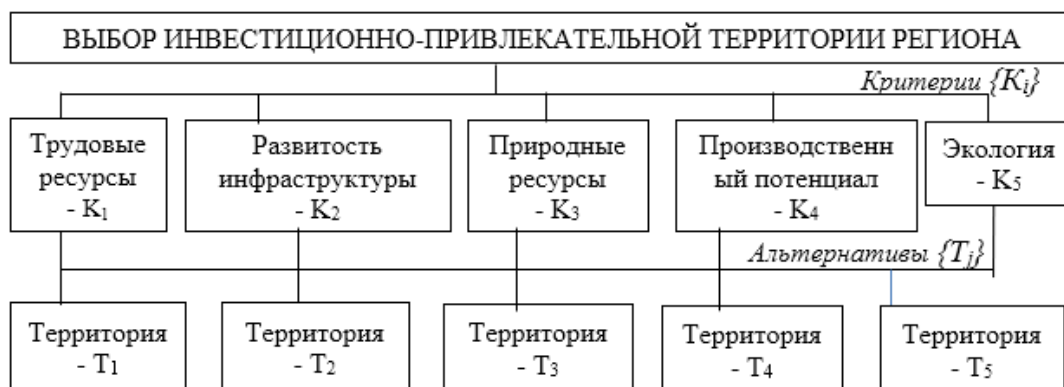 ВЫБОР ИНВЕСТИЦИОННО-ПРИВЛЕКАТЕЛЬНОЙ ТЕРРИТОРИИ РЕГИОНА
Критерии {Kᵢ}
Трудовые
ресурсы
- K₁
Развитость
инфраструктуры
- K₂
Природные
ресурсы
- K₃
Производственн
ый потенциал
- K₄
Экология
- K₅
Альтернативы {Tⱼ}
Территория
- T₁
Территория
- T₂
Территория
- T₃
Территория
- T₄
Территория
- T₅